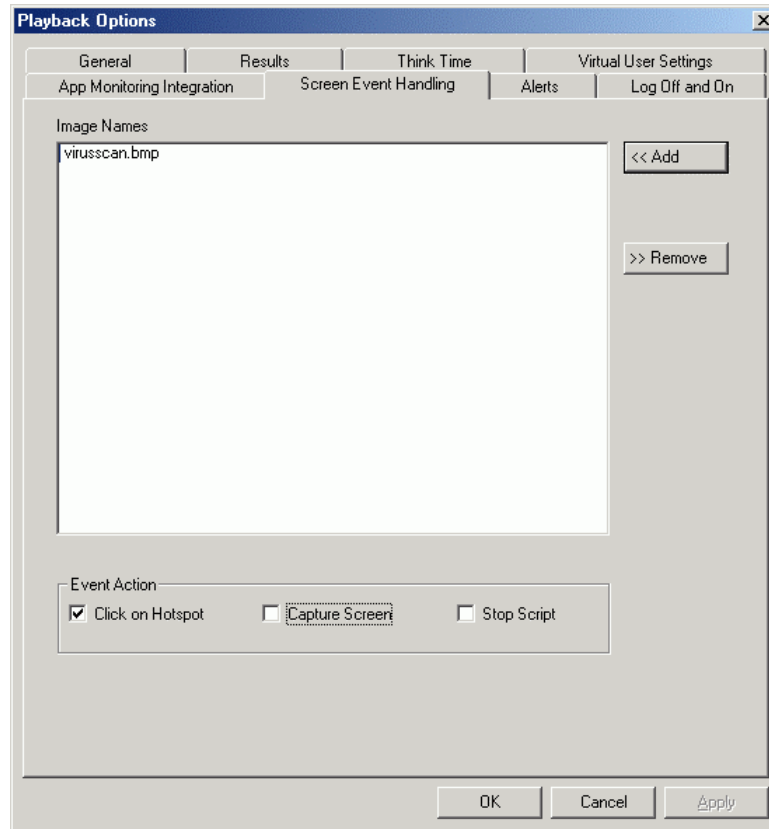 Playback Options
General Results Think Time Virtual User Settings
App Monitoring Integration Screen Event Handling Alerts Log Off and On
Image Names
virusscan.bmp
<< Add
>> Remove
Event Action
Click on Hotspot Capture Screen Stop Script
OK Cancel Apply